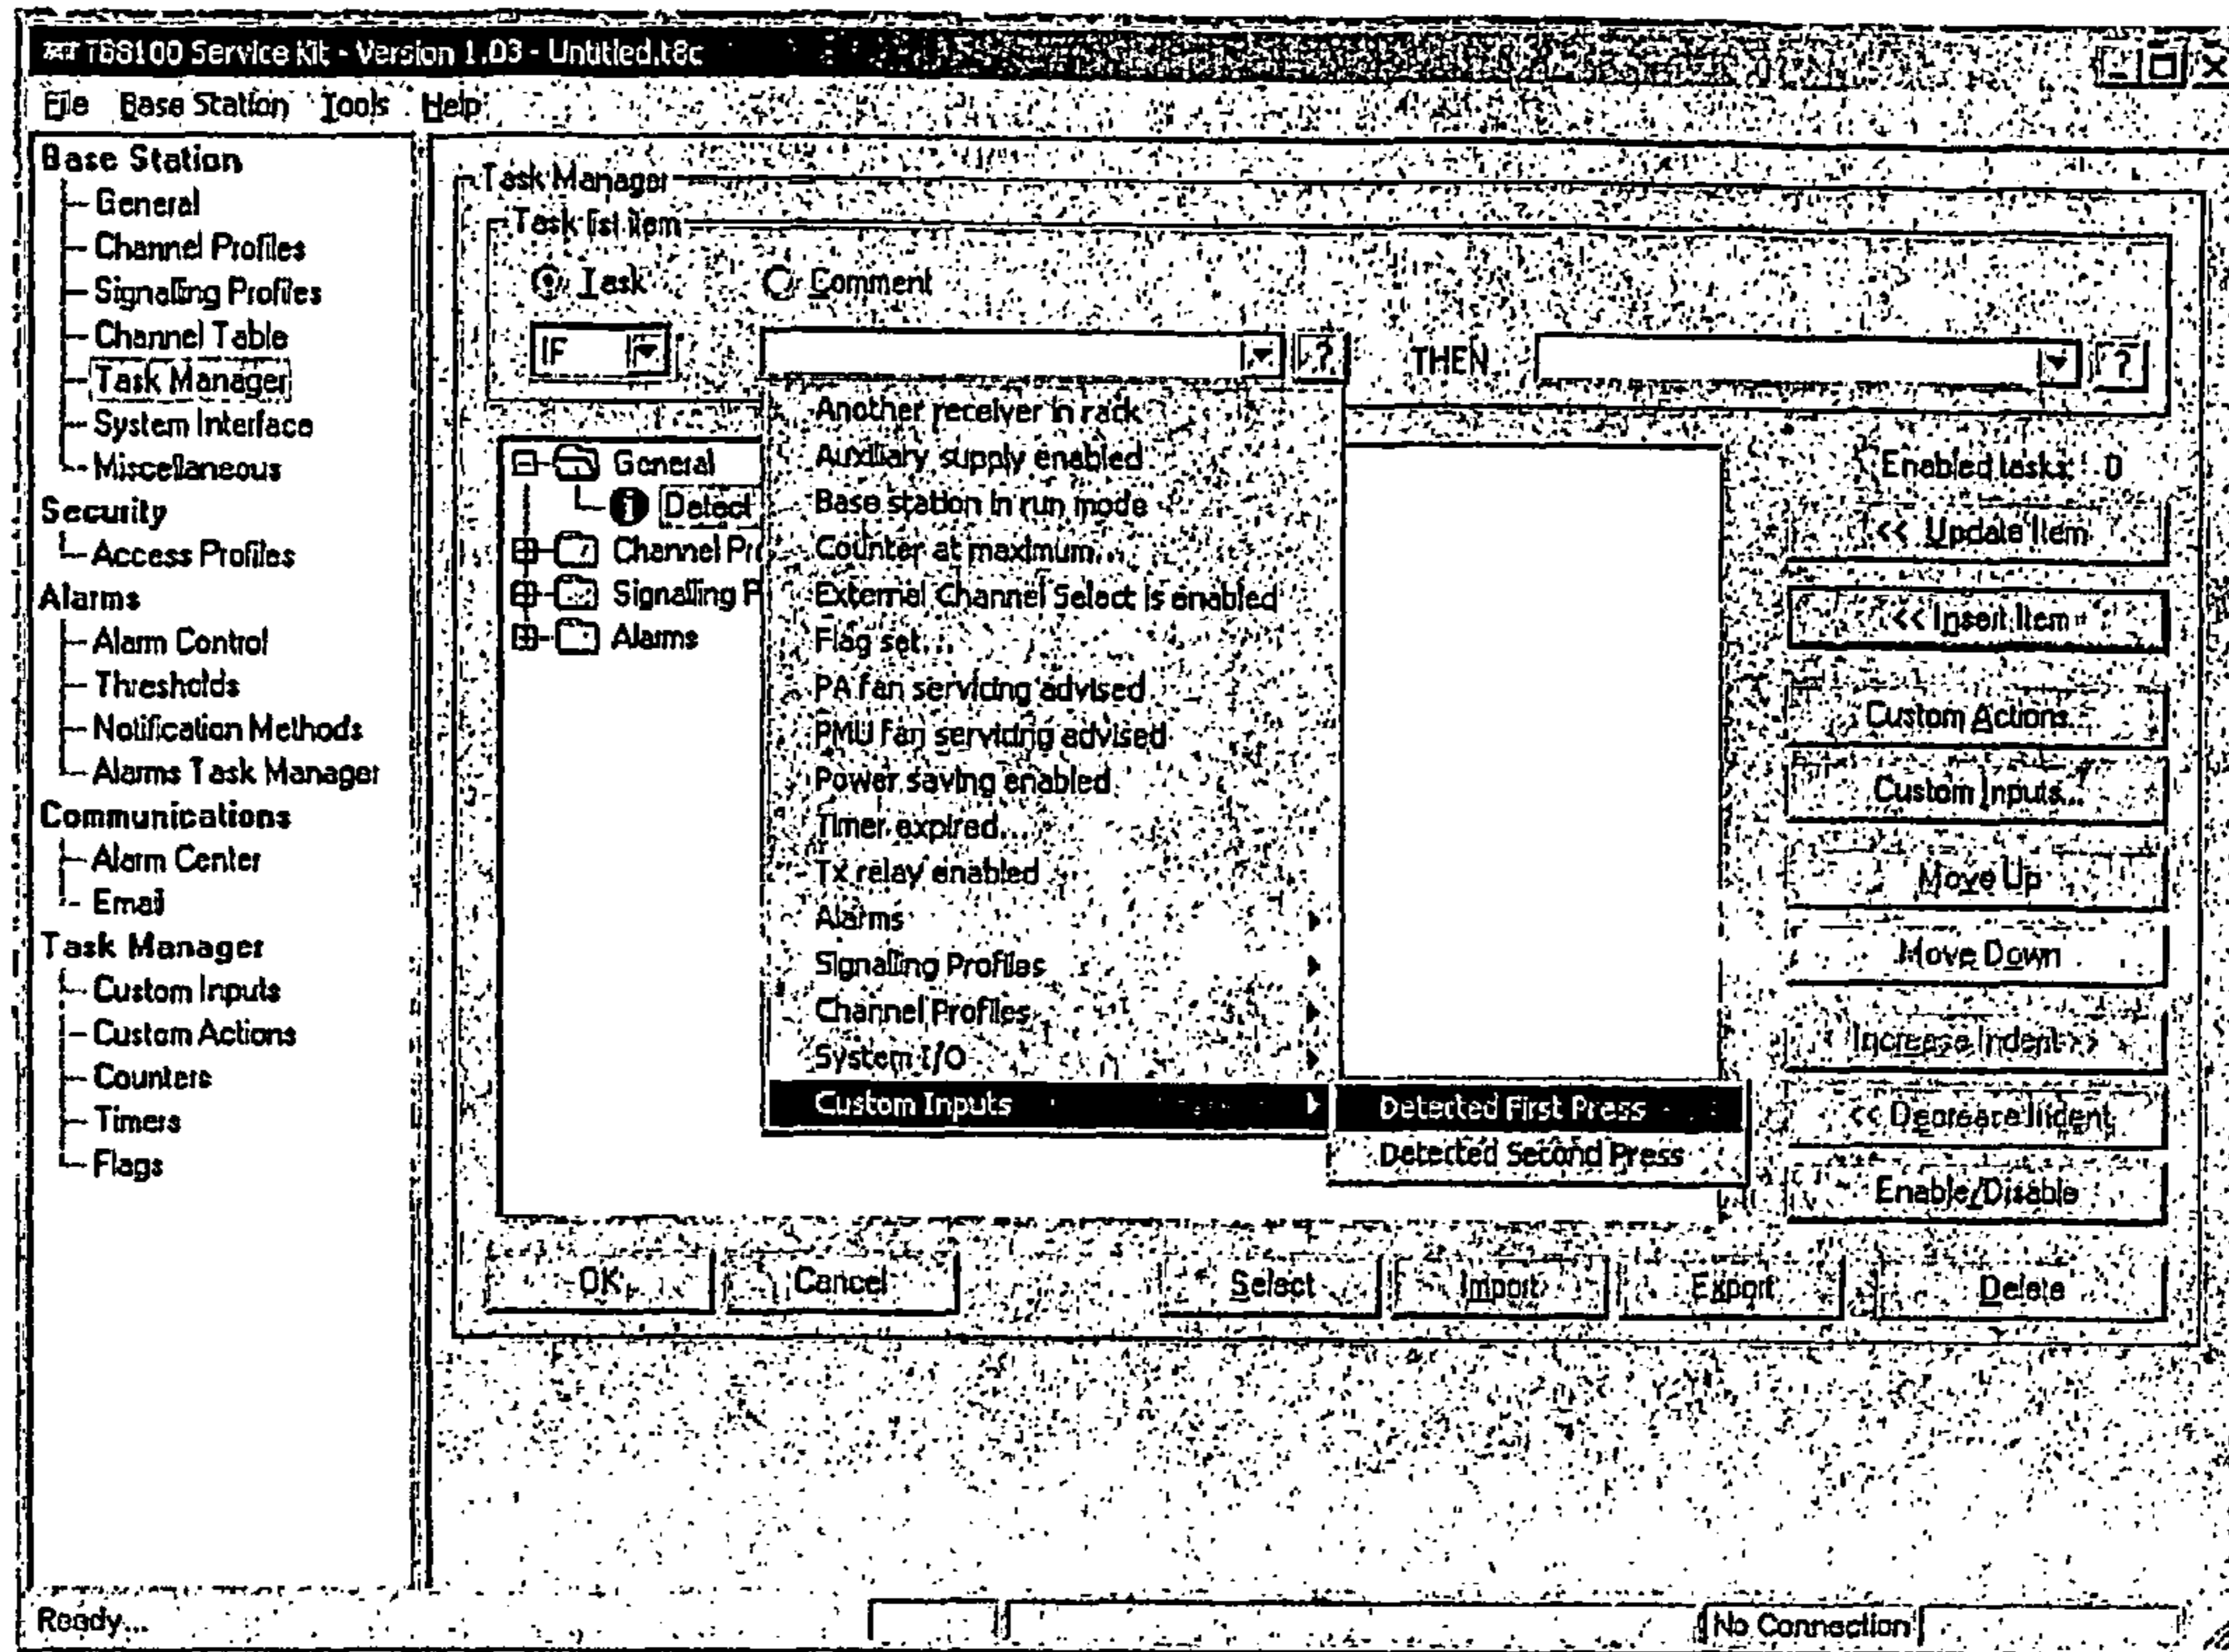 TBS100 Service Kit - Version 1.03 - Untitled.t8c
File Base Station Tools Help
Base Station
General
Channel Profiles
Signalling Profiles
Channel Table
Task Manager
System Interface
Miscellaneous
Security
Access Profiles
Alarms
Alarm Control
Thresholds
Notification Methods
Alarms Task Manager
Communications
Alarm Center
Email
Task Manager
Custom Inputs
Custom Actions
Counters
Timers
Flags
Task Manager
Task list item
Task Comment
IF ? THEN ?
General
Detect
Channel Pr
Signalling P
Alarms
Another receiver in rack
Auxiliary supply enabled
Base station in run mode
Counter at maximum...
External Channel Select is enabled
Flag set...
PA fan servicing advised
PMU fan servicing advised
Power saving enabled
Timer expired...
Tx relay enabled
Alarms
Signalling Profiles
Channel Profiles
System I/O
Custom Inputs
Detected First Press
Detected Second Press
Enabled tasks: 0
<< Update Item
<< Insert Item
Custom Actions...
Custom Inputs...
Move Up
Move Down
Increase Indent >>
<< Decrease Indent
Enable/Disable
OK Cancel Select Import Export Delete
Ready... No Connection